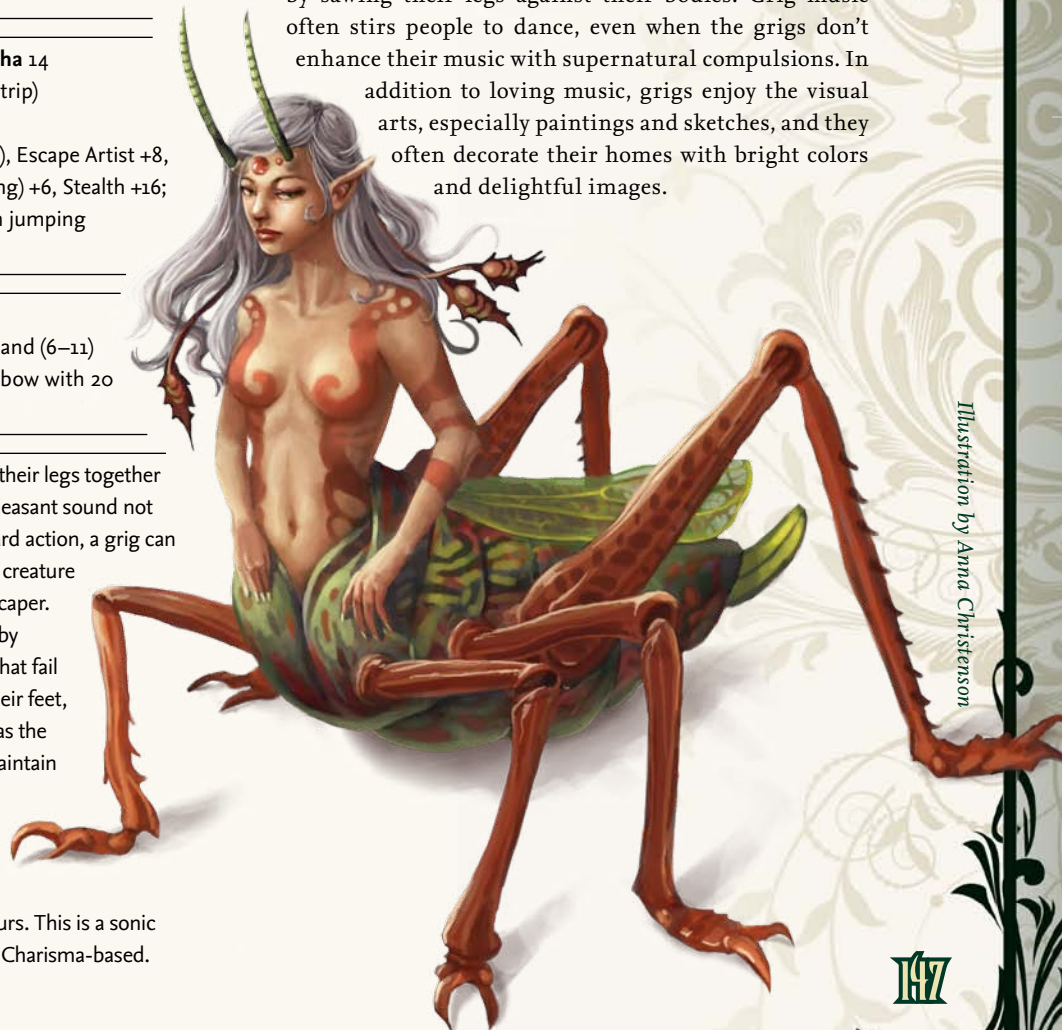 ha 14
trip)
), Escape Artist +8,
ng) +6, Stealth +16;
n jumping
and (6–11)
bow with 20
their legs together
easant sound not
rd action, a grig can
creature
caper.
by
hat fail
eir feet,
as the
aintain
urs. This is a sonic
Charisma-based.
by sawing their legs against their bodies. Grig music
often stirs people to dance, even when the grigs don’t
enhance their music with supernatural compulsions. In
addition to loving music, grigs enjoy the visual
arts, especially paintings and sketches, and they
often decorate their homes with bright colors
and delightful images.
Illustration by Anna Christenson
147